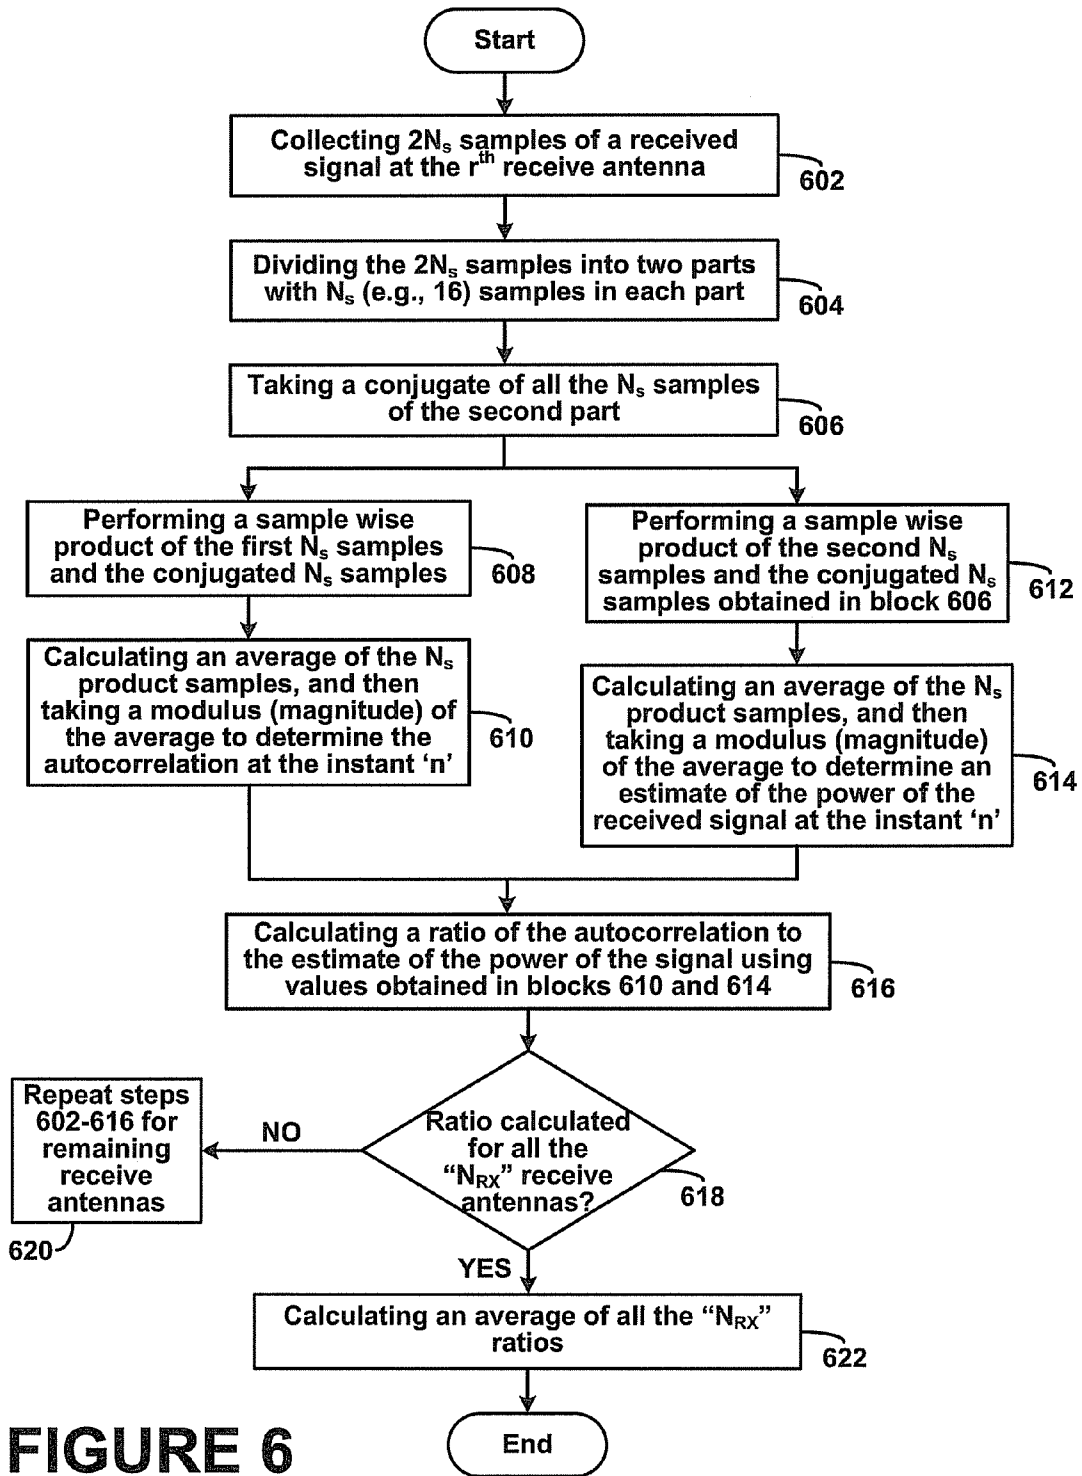 Start
Collecting 2Ns samples of a received
signal at the rth receive antenna
602
Dividing the 2Ns samples into two parts
with Ns (e.g., 16) samples in each part
604
Taking a conjugate of all the Ns samples
of the second part
606
Performing a sample wise
product of the first Ns samples
and the conjugated Ns samples
608
Performing a sample wise
product of the second Ns
samples and the conjugated Ns
samples obtained in block 606
612
Calculating an average of the Ns
product samples, and then
taking a modulus (magnitude) of
the average to determine the
autocorrelation at the instant ‘n’
610
Calculating an average of the Ns
product samples, and then
taking a modulus (magnitude)
of the average to determine an
estimate of the power of the
received signal at the instant ‘n’
614
Calculating a ratio of the autocorrelation to
the estimate of the power of the signal using
values obtained in blocks 610 and 614
616
Ratio calculated
for all the
“NRX” receive
antennas?
618
NO
Repeat steps
602-616 for
remaining
receive
antennas
620
YES
Calculating an average of all the “NRX”
ratios
622
End
FIGURE 6